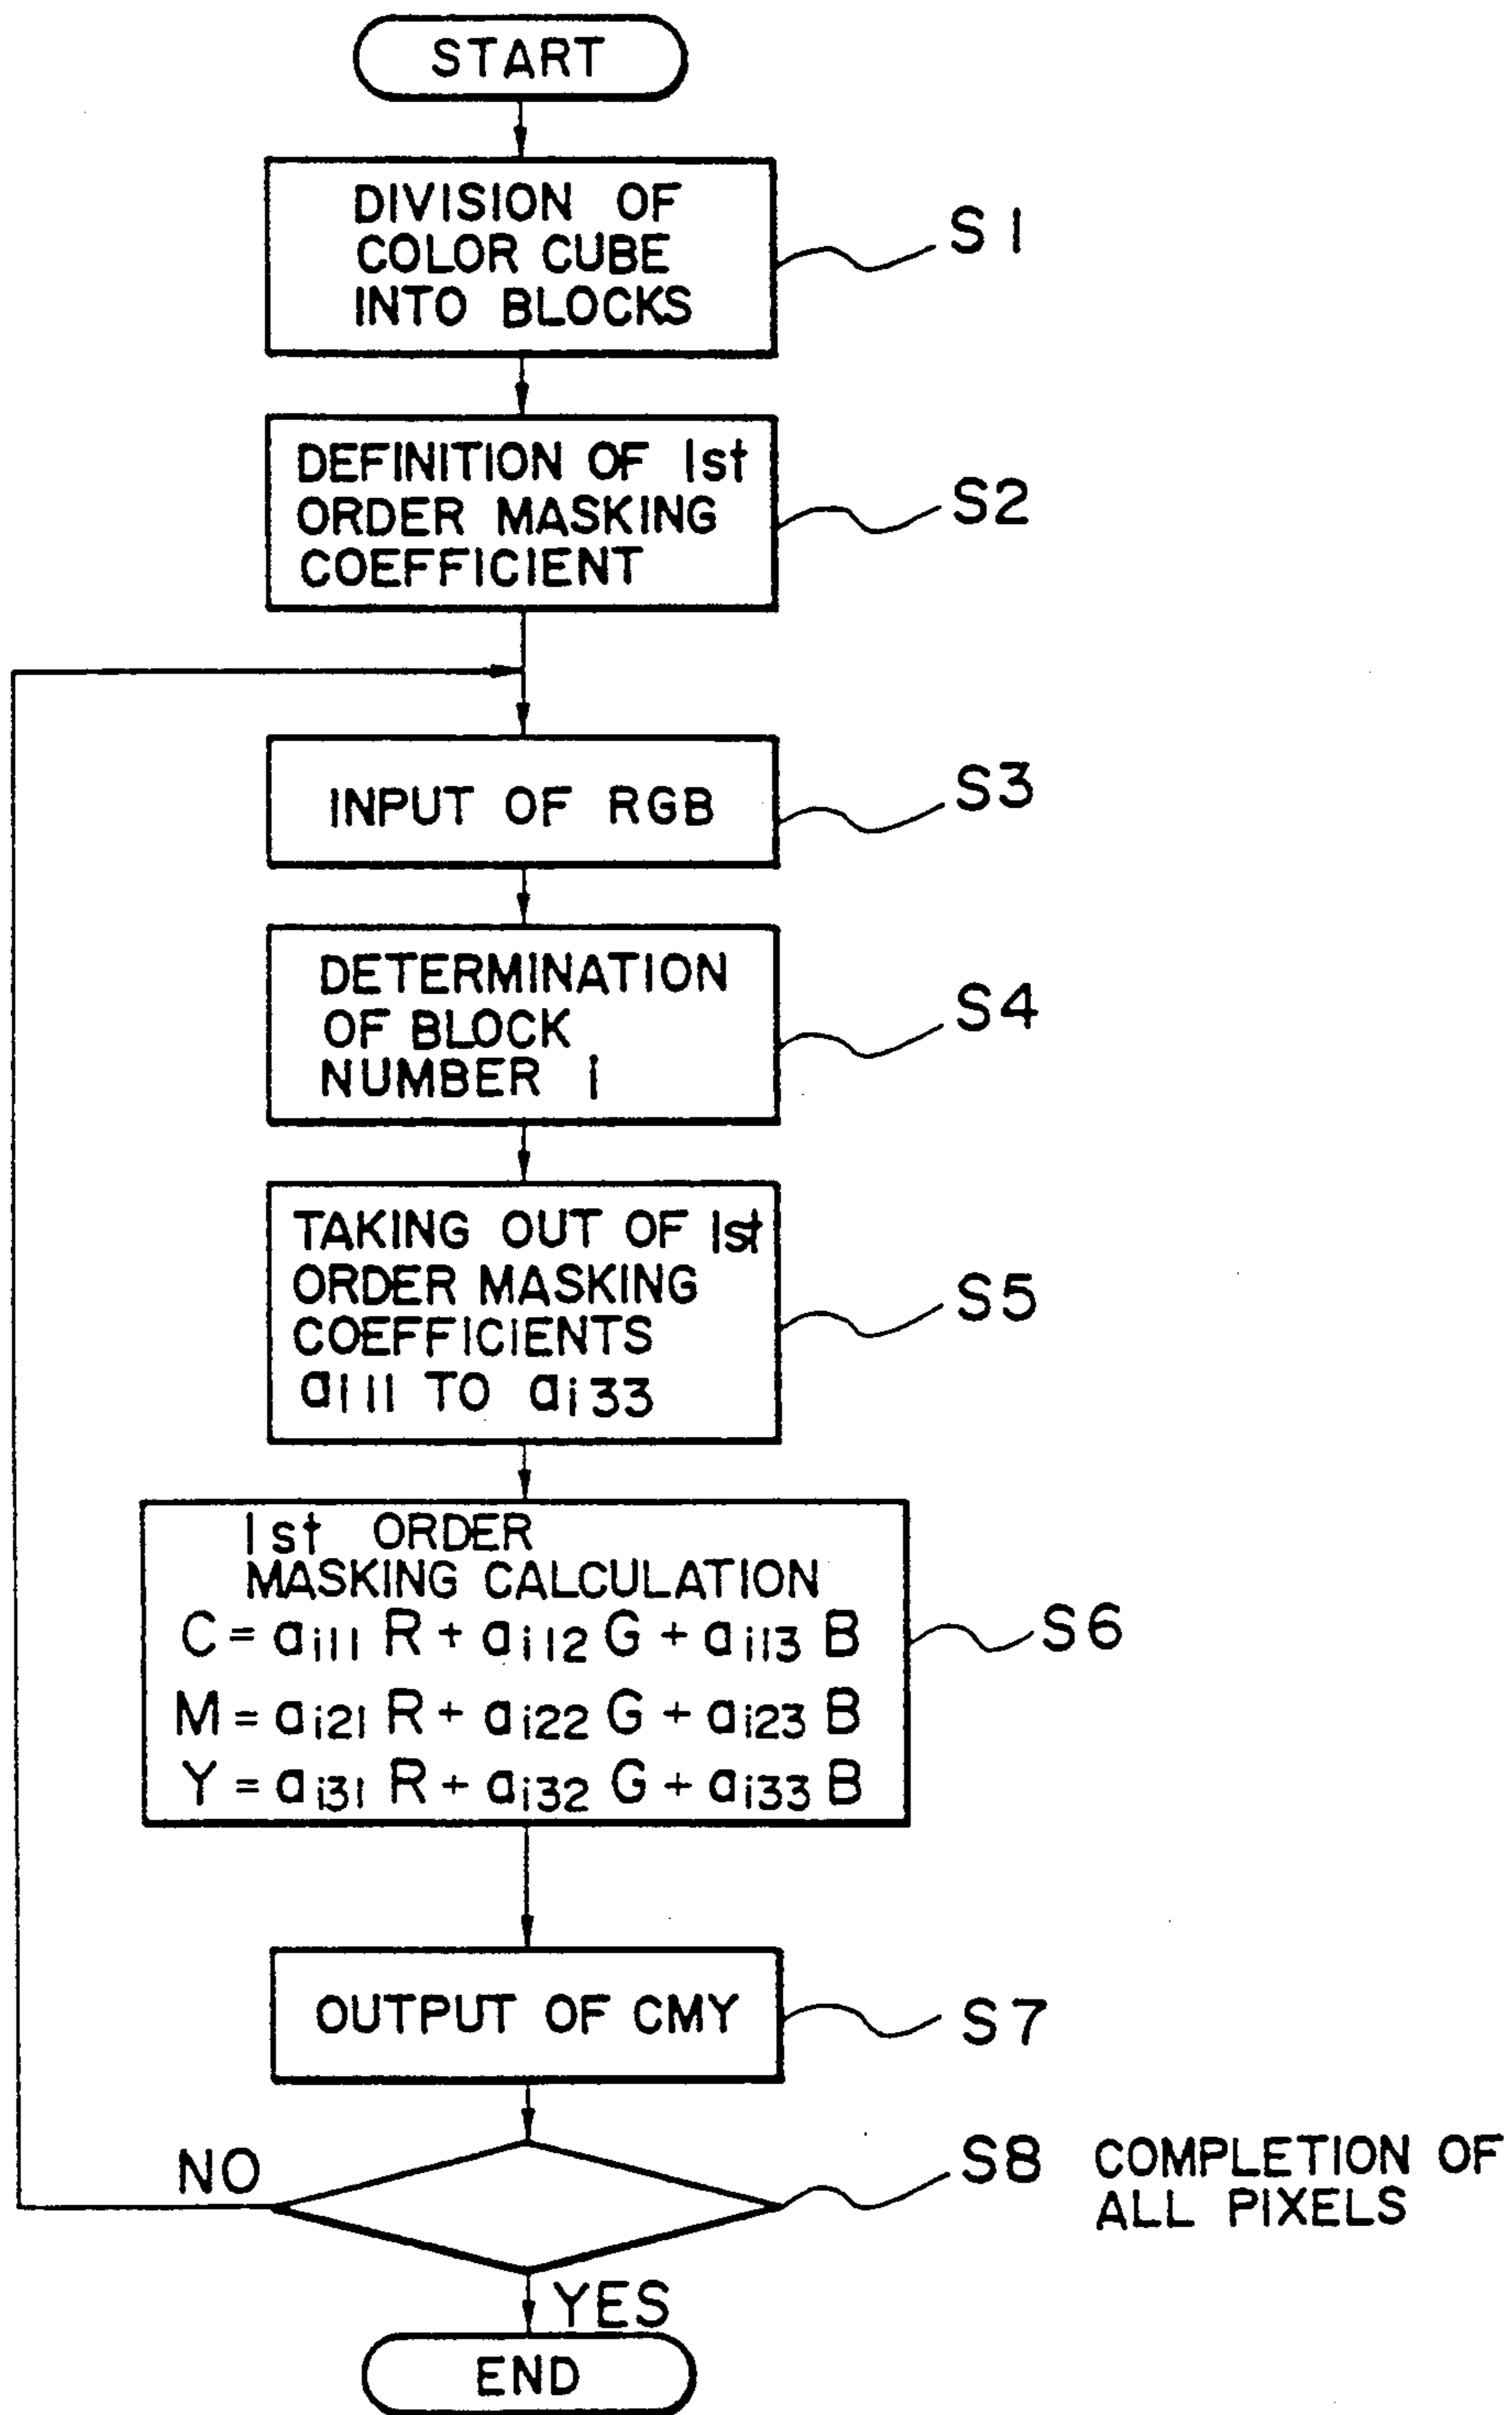 START
DIVISION OF
COLOR CUBE
INTO BLOCKS
S1
DEFINITION OF 1st
ORDER MASKING
COEFFICIENT
S2
INPUT OF RGB
S3
DETERMINATION
OF BLOCK
NUMBER i
S4
TAKING OUT OF 1st
ORDER MASKING
COEFFICIENTS
ai11 TO ai33
S5
1st ORDER
MASKING CALCULATION
C = ai11 R + ai12 G + ai13 B
M = ai21 R + ai22 G + ai23 B
Y = ai31 R + ai32 G + ai33 B
S6
OUTPUT OF CMY
S7
NO
S8 COMPLETION OF
ALL PIXELS
YES
END